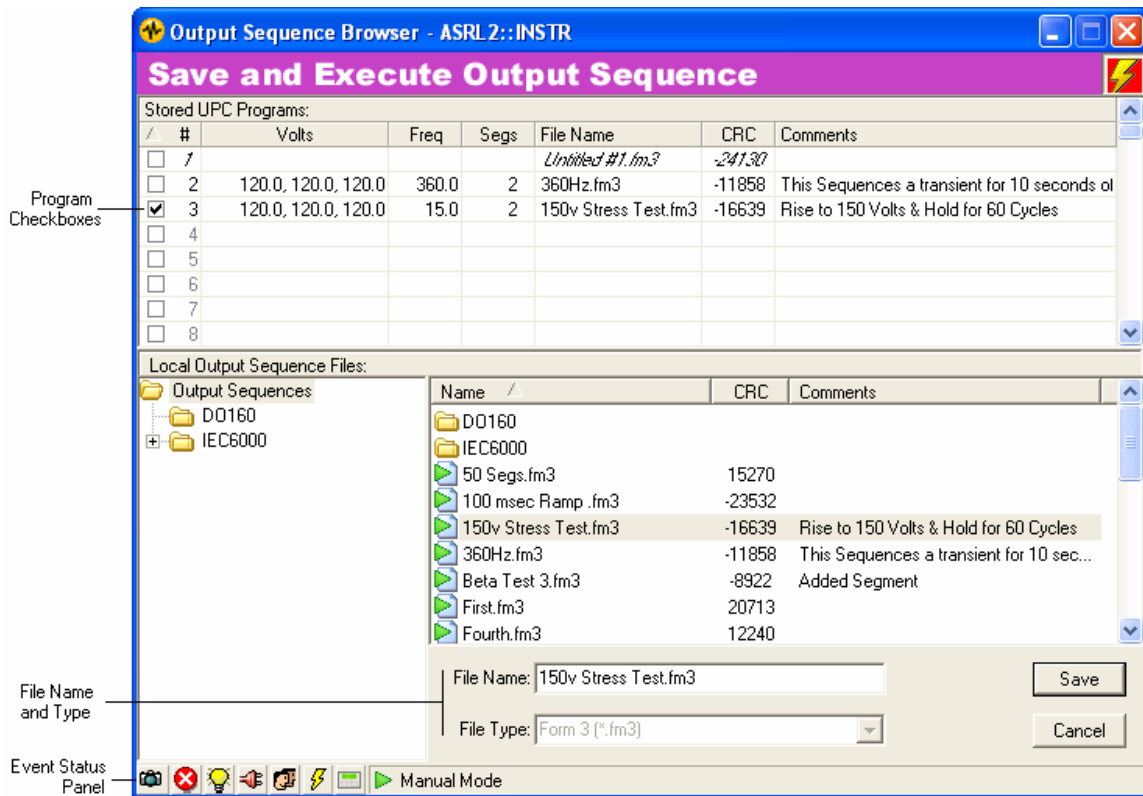 Output Sequence Browser - ASRL2::INSTR
Save and Execute Output Sequence
Stored UPC Programs:
# Volts Freq Segs File Name CRC Comments
1 Untitled #1.fm3 -24130
2 120.0, 120.0, 120.0 360.0 2 360Hz.fm3 -11858 This Sequences a transient for 10 seconds of
Program Checkboxes
3 120.0, 120.0, 120.0 15.0 2 150v Stress Test.fm3 -16639 Rise to 150 Volts & Hold for 60 Cycles
4
5
6
7
8
Local Output Sequence Files:
Output Sequences
DO160
IEC6000
Name CRC Comments
DO160
IEC6000
50 Segs.fm3 15270
100 msec Ramp .fm3 -23532
150v Stress Test.fm3 -16639 Rise to 150 Volts & Hold for 60 Cycles
360Hz.fm3 -11858 This Sequences a transient for 10 sec...
Beta Test 3.fm3 -8922 Added Segment
First.fm3 20713
Fourth.fm3 12240
File Name and Type
File Name: 150v Stress Test.fm3 Save
File Type: Form 3 (*.fm3) Cancel
Event Status Panel
Manual Mode